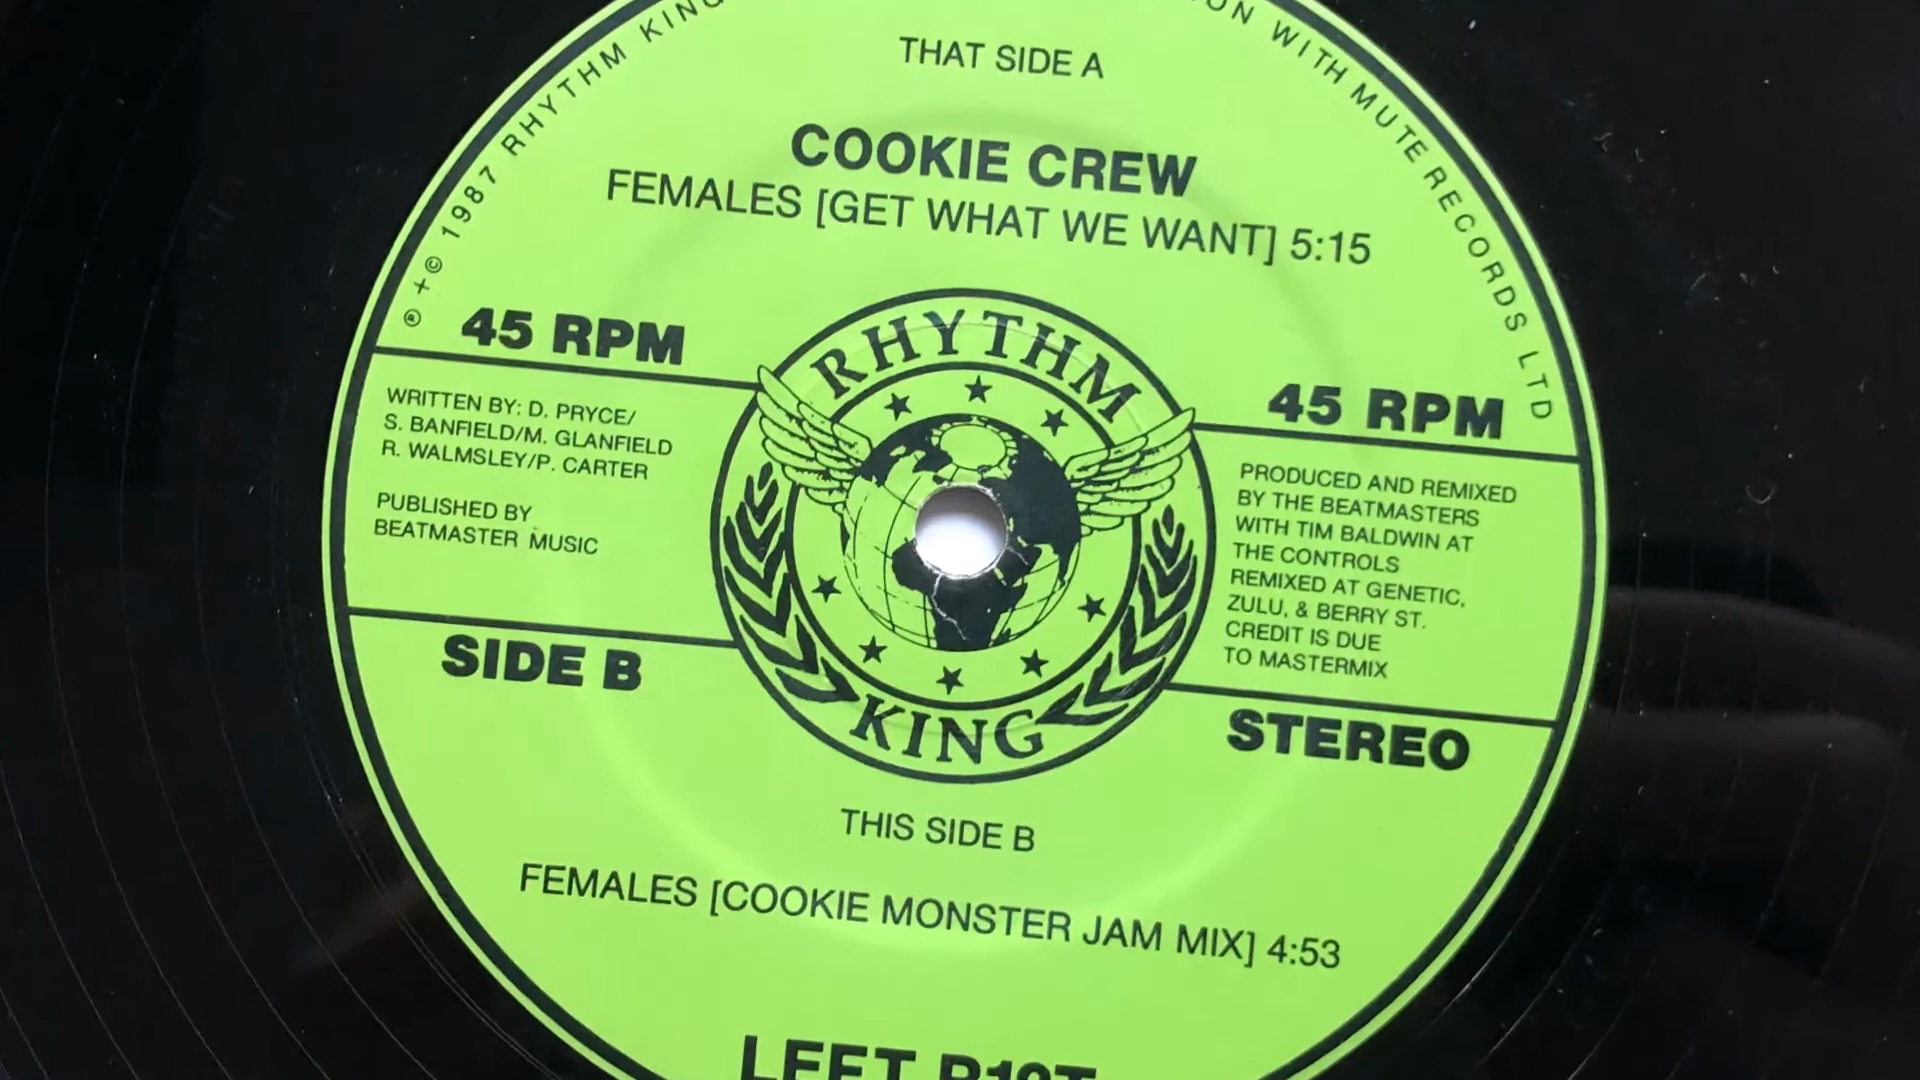 ℗ + © 1987 RHYTHM KING
ON WITH MUTE RECORDS LTD
THAT SIDE A
COOKIE CREW
FEMALES [GET WHAT WE WANT] 5:15
45 RPM
45 RPM
WRITTEN BY: D. PRYCE/
S. BANFIELD/M. GLANFIELD
R. WALMSLEY/P. CARTER
PUBLISHED BY
BEATMASTER MUSIC
RHYTHM
KING
PRODUCED AND REMIXED
BY THE BEATMASTERS
WITH TIM BALDWIN AT
THE CONTROLS
REMIXED AT GENETIC,
ZULU, & BERRY ST.
CREDIT IS DUE
TO MASTERMIX
SIDE B
STEREO
THIS SIDE B
FEMALES [COOKIE MONSTER JAM MIX] 4:53
LEFT